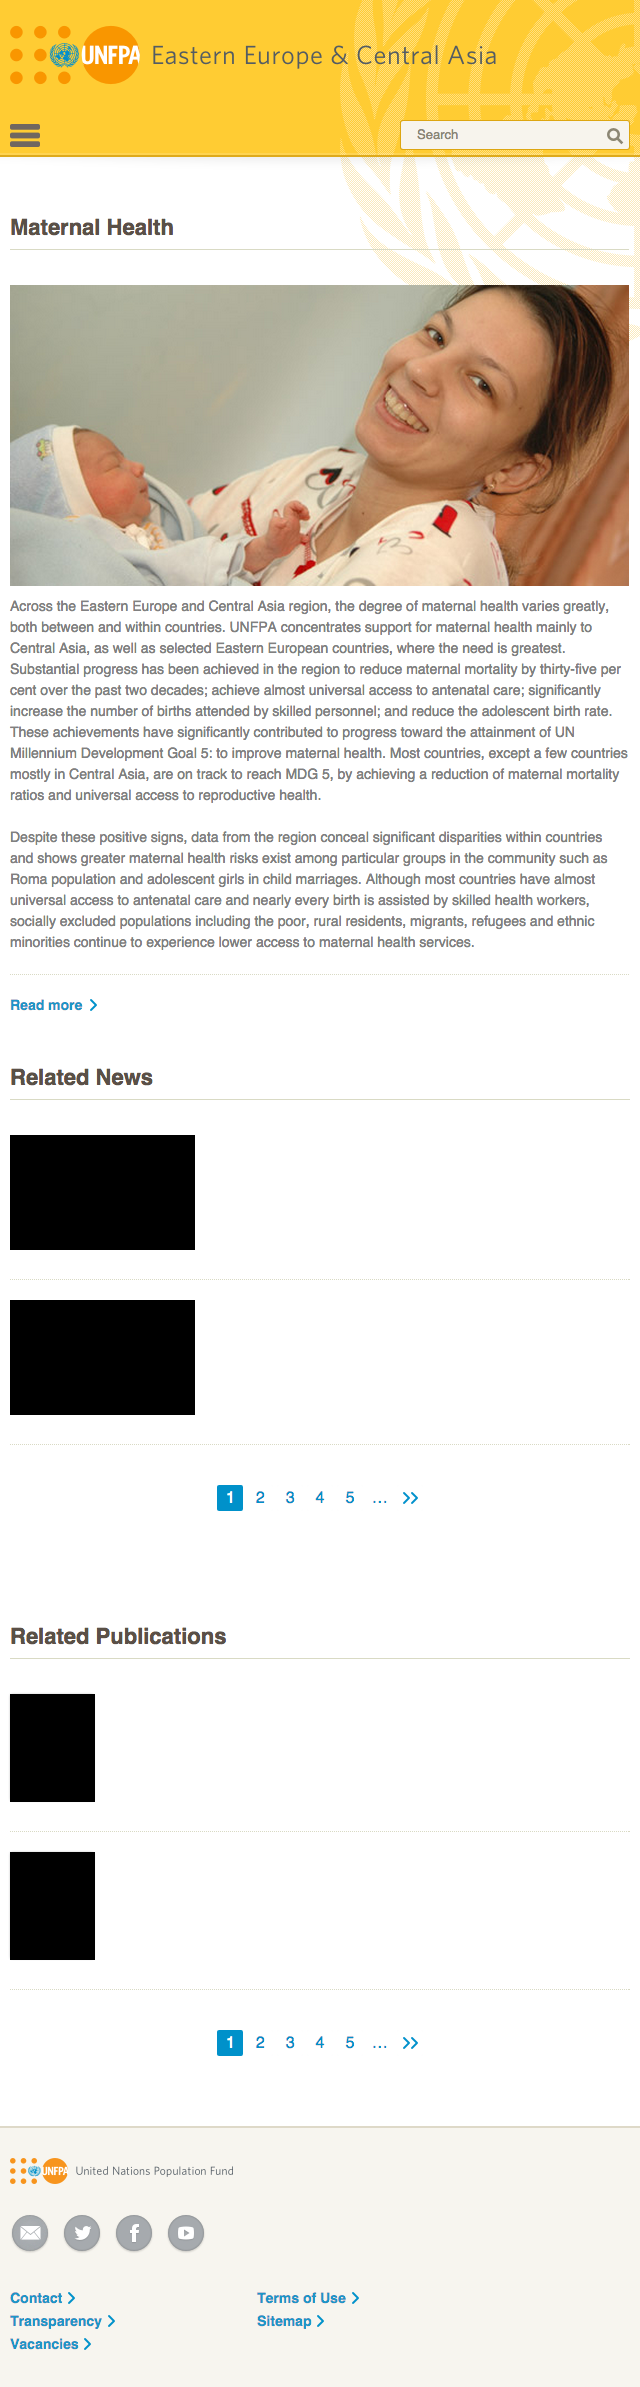 UNFPA Eastern Europe & Central Asia
Search
Maternal Health
Across the Eastern Europe and Central Asia region, the degree of maternal health varies greatly,
both between and within countries. UNFPA concentrates support for maternal health mainly to
Central Asia, as well as selected Eastern European countries, where the need is greatest.
Substantial progress has been achieved in the region to reduce maternal mortality by thirty-five per
cent over the past two decades; achieve almost universal access to antenatal care; significantly
increase the number of births attended by skilled personnel; and reduce the adolescent birth rate.
These achievements have significantly contributed to progress toward the attainment of UN
Millennium Development Goal 5: to improve maternal health. Most countries, except a few countries
mostly in Central Asia, are on track to reach MDG 5, by achieving a reduction of maternal mortality
ratios and universal access to reproductive health.
Despite these positive signs, data from the region conceal significant disparities within countries
and shows greater maternal health risks exist among particular groups in the community such as
Roma population and adolescent girls in child marriages. Although most countries have almost
universal access to antenatal care and nearly every birth is assisted by skilled health workers,
socially excluded populations including the poor, rural residents, migrants, refugees and ethnic
minorities continue to experience lower access to maternal health services.
Read more
Related News
1 2 3 4 5 ... >>
Related Publications
1 2 3 4 5 ... >>
UNFPA United Nations Population Fund
Contact
Transparency
Vacancies
Terms of Use
Sitemap